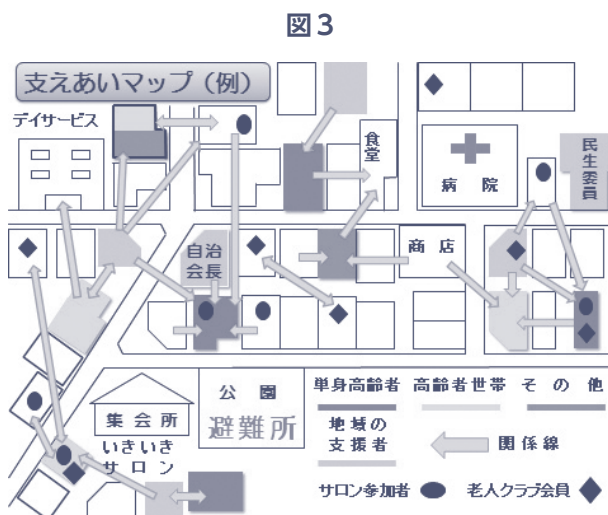 図3
支えあいマップ（例）
デイサービス
食堂
病院
民生委員
自治会長
商店
集会所
いきいき
サロン
公園
避難所
単身高齢者
高齢者世帯
その他
地域の
支援者
関係線
サロン参加者
老人クラブ会員